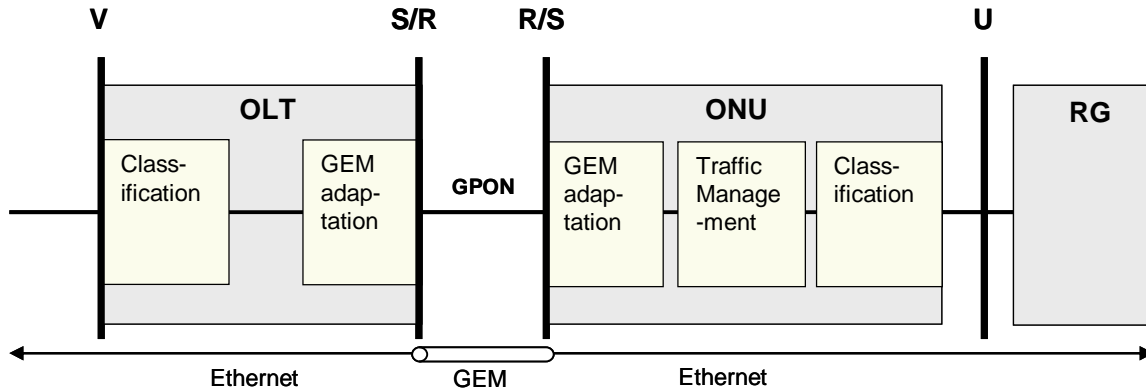 V S/R R/S U
OLT ONU RG
Class-
ification
GEM
adap-
tation
GPON
GEM
adap-
tation
Traffic
Manage
-ment
Class-
ification
Ethernet GEM Ethernet